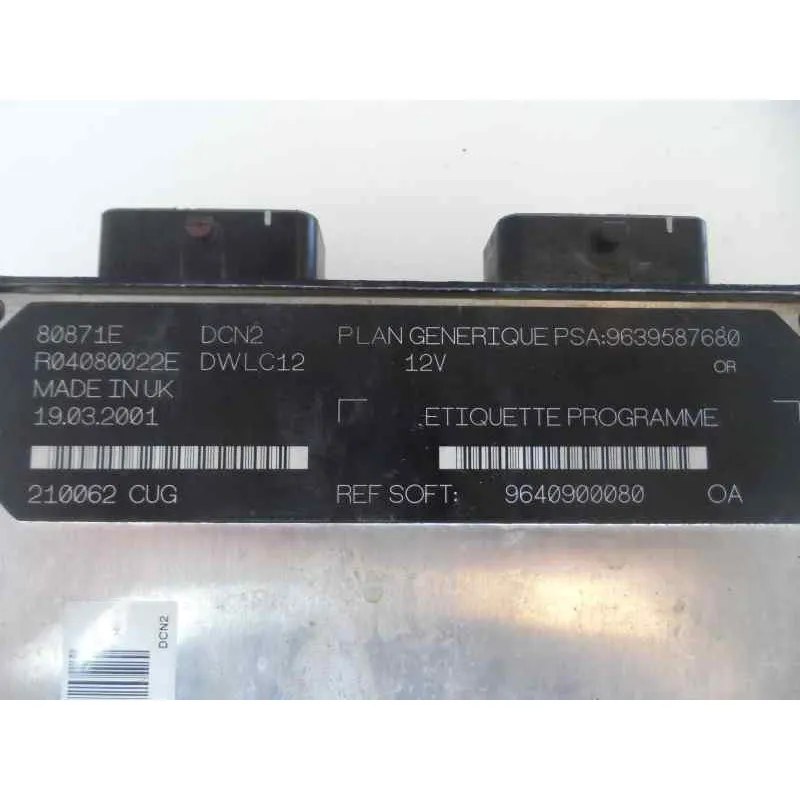 80871E DCN2 PLAN GENERIQUE PSA:9639587680
R04080022E DWLC12 12V OR
MADE IN UK
19.03.2001 ETIQUETTE PROGRAMME
210062 CUG REF SOFT: 9640900080 OA
DCN2